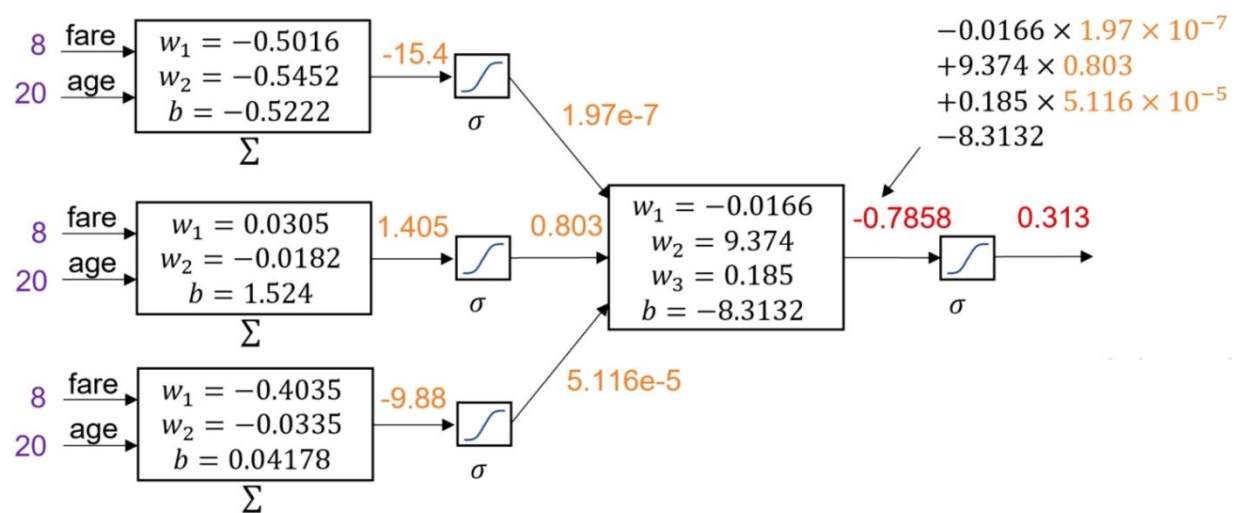 8 fare
20 age
w₁ = −0.5016
w₂ = −0.5452
b = −0.5222
Σ
-15.4
σ
1.97e-7
8 fare
20 age
w₁ = 0.0305
w₂ = −0.0182
b = 1.524
Σ
1.405
σ
0.803
8 fare
20 age
w₁ = −0.4035
w₂ = −0.0335
b = 0.04178
Σ
-9.88
σ
5.116e-5
w₁ = −0.0166
w₂ = 9.374
w₃ = 0.185
b = −8.3132
−0.0166 × 1.97 × 10⁻⁷
+9.374 × 0.803
+0.185 × 5.116 × 10⁻⁵
−8.3132
-0.7858
σ
0.313